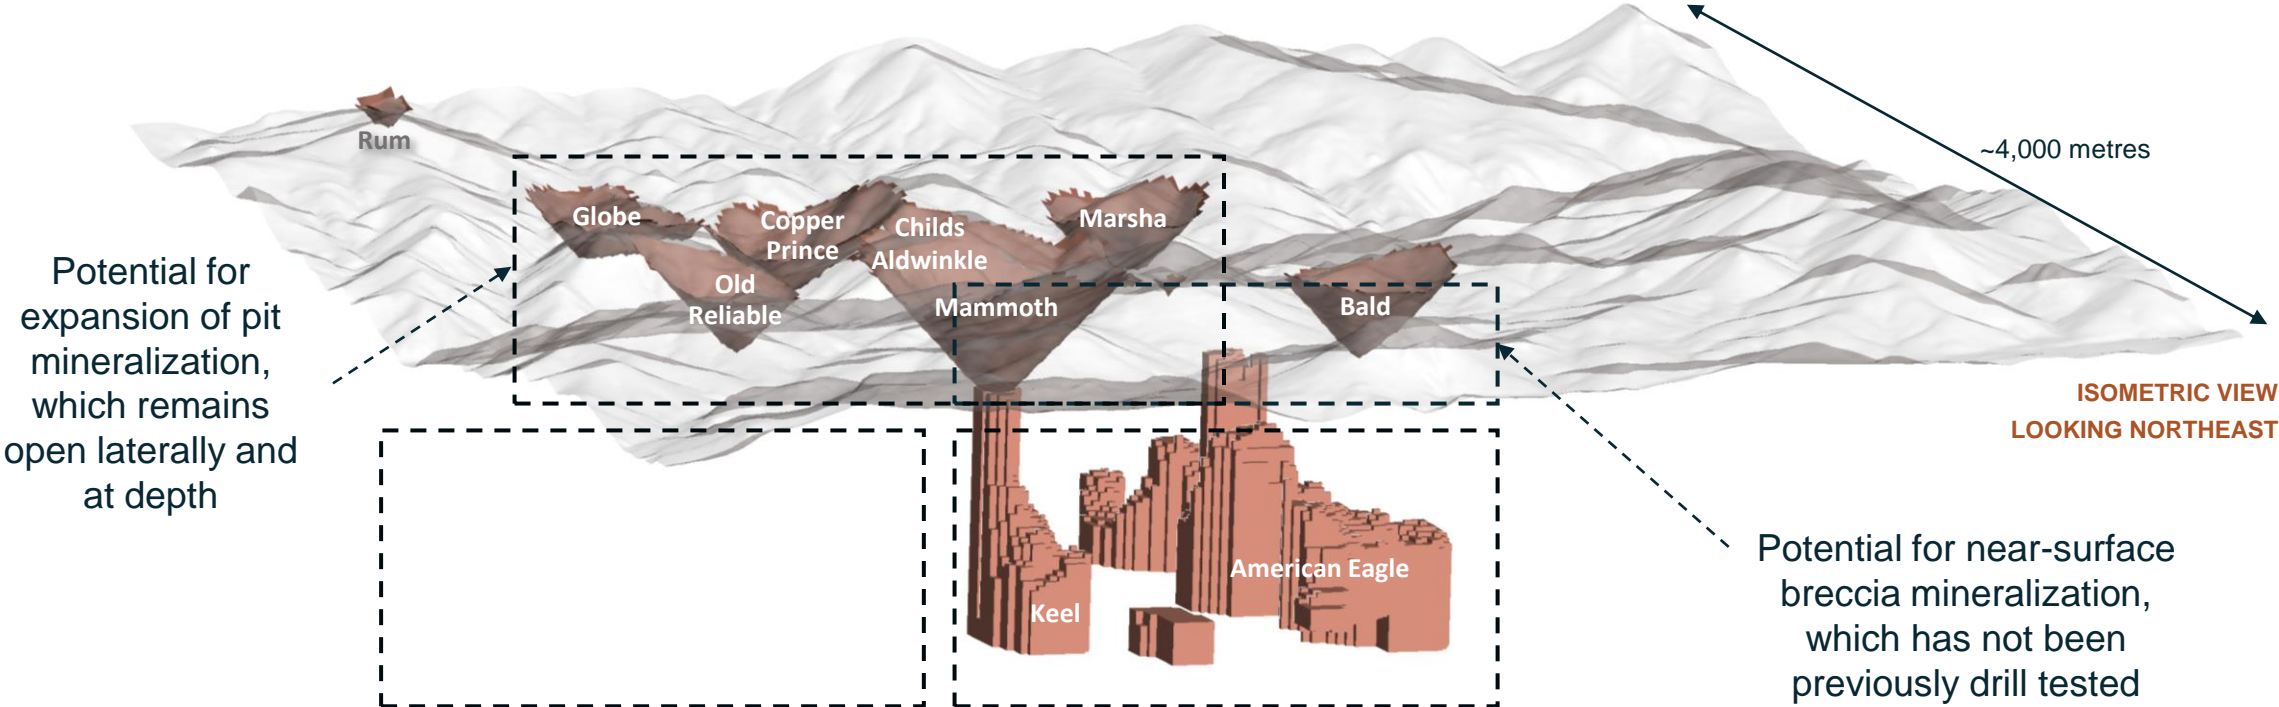 ~4,000 metres
Rum
Globe
Copper
Prince
Childs
Aldwinkle
Marsha
Old
Reliable
Mammoth
Bald
Potential for
expansion of pit
mineralization,
which remains
open laterally and
at depth
ISOMETRIC VIEW
LOOKING NORTHEAST
American Eagle
Keel
Potential for near-surface
breccia mineralization,
which has not been
previously drill tested